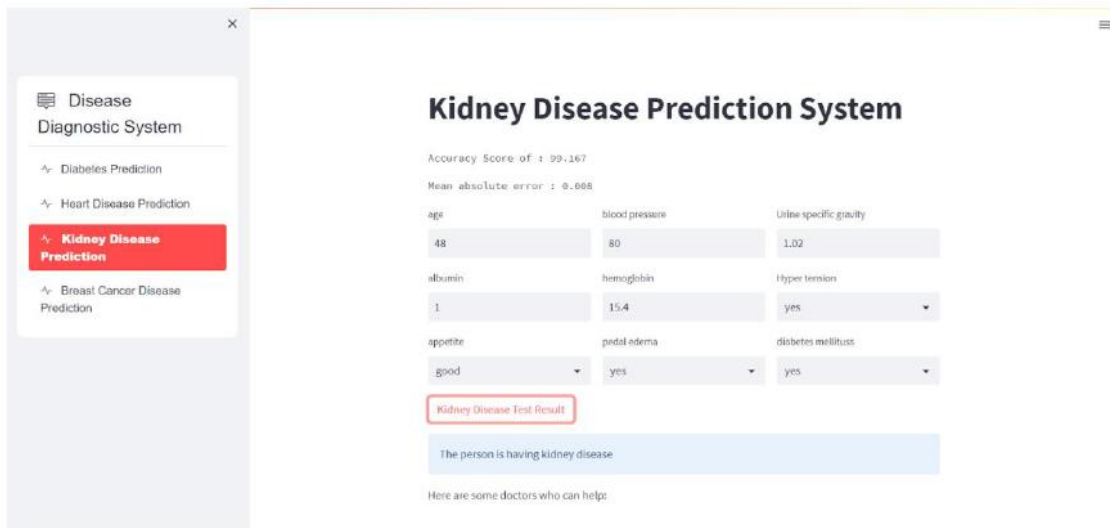 Disease
Diagnostic System
Diabetes Prediction
Heart Disease Prediction
Kidney Disease
Prediction
Breast Cancer Disease
Prediction
Kidney Disease Prediction System
Accuracy Score of : 99.167
Mean absolute error : 0.008
age blood pressure Urine specific gravity
48 80 1.02
albumin hemoglobin Hyper tension
1 15.4 yes
appetite pedal edema diabetes mellituss
good yes yes
Kidney Disease Test Result
The person is having kidney disease
Here are some doctors who can help: